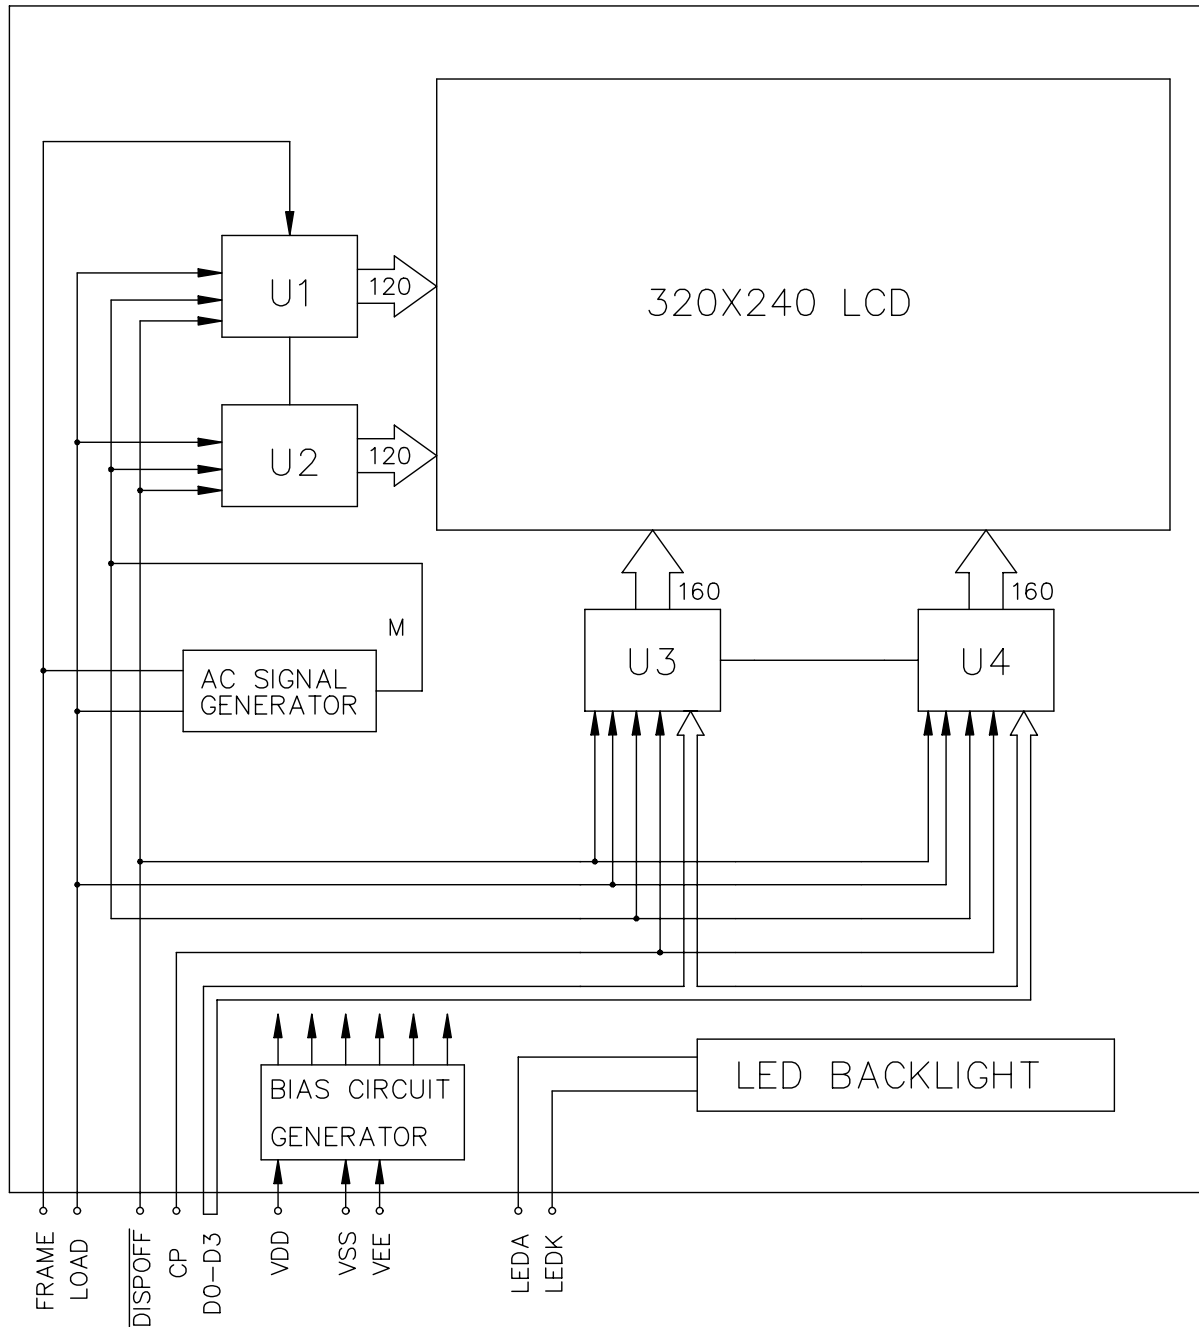 U1
120
320X240 LCD
U2
120
160
160
U3
U4
M
AC SIGNAL
GENERATOR
BIAS CIRCUIT
GENERATOR
LED BACKLIGHT
FRAME
LOAD
DISPOFF
CP
D0-D3
VDD
VSS
VEE
LEDA
LEDK